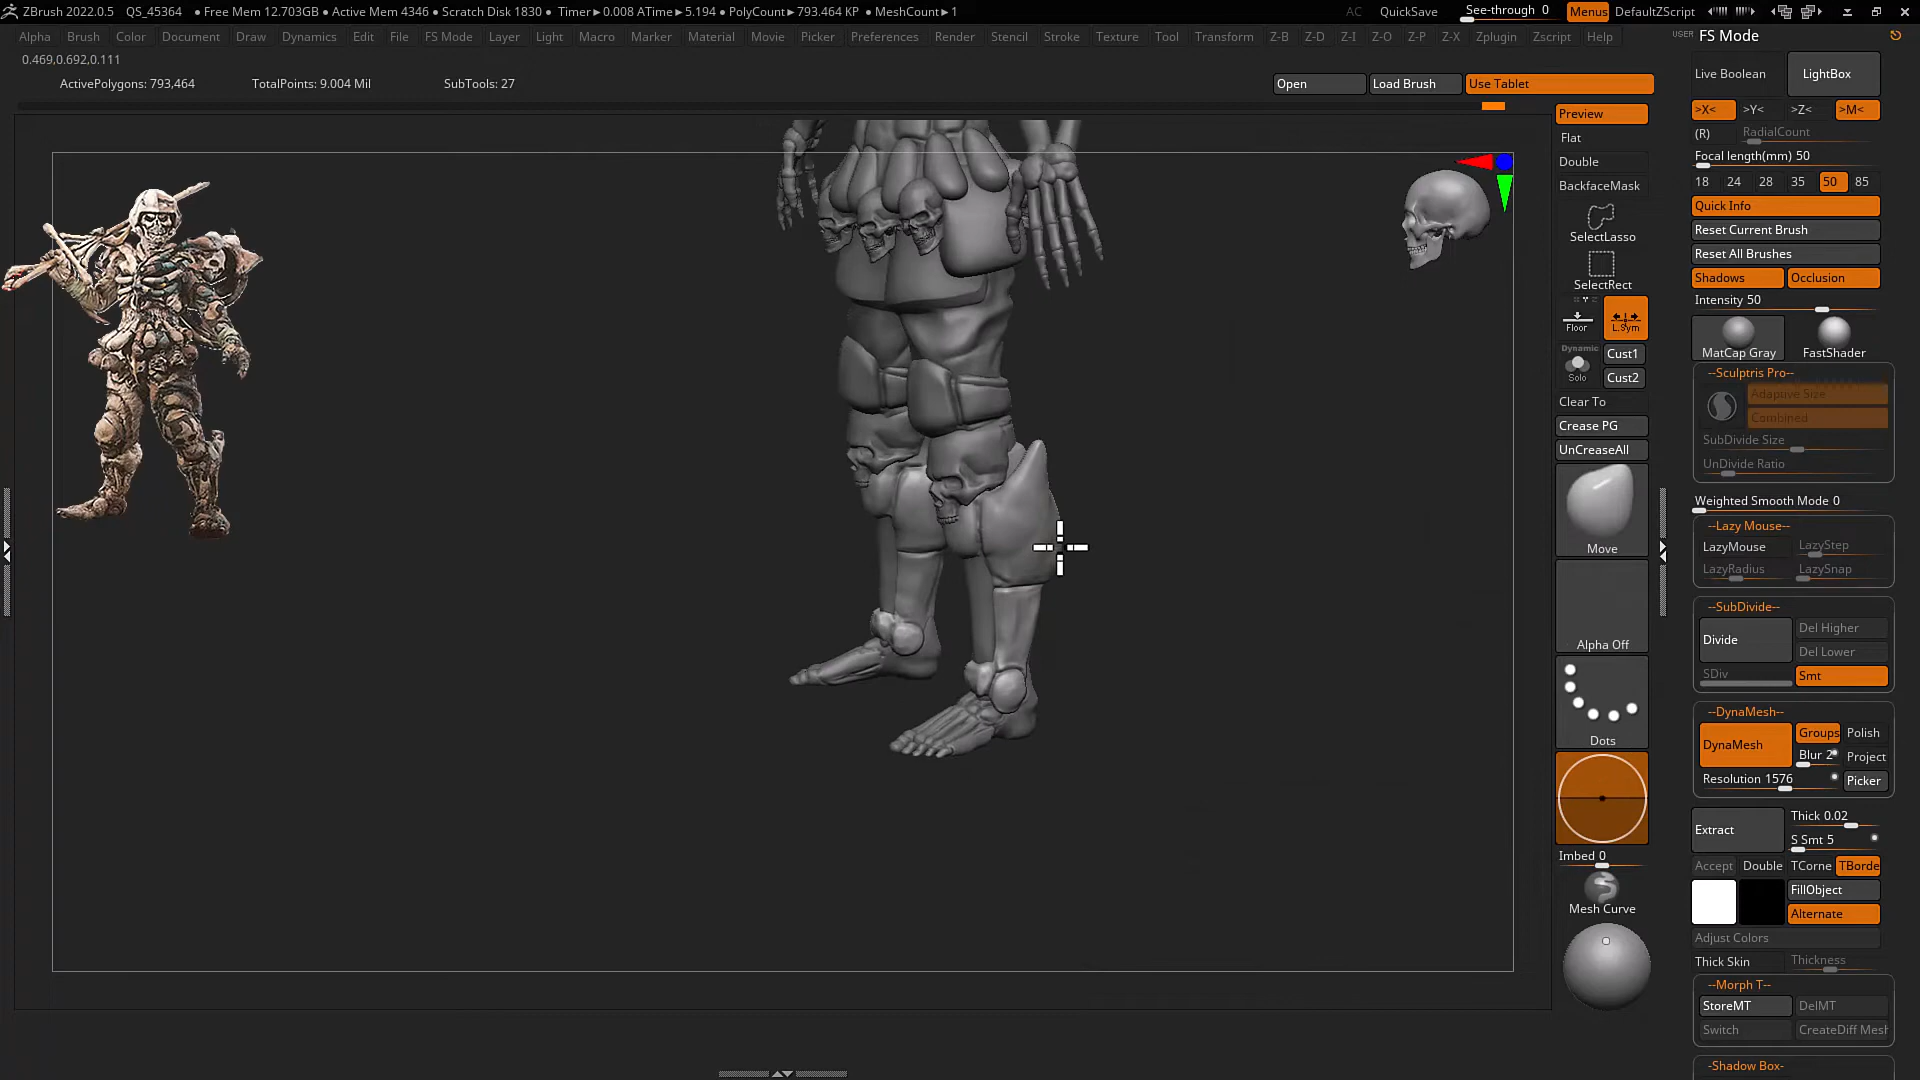 ZBrush 2022.0.5 QS_45364 • Free Mem 12.703GB • Active Mem 4346 • Scratch Disk 1830 • Timer►0.008 ATime►5.194 • PolyCount►793.464 KP • MeshCount►1
AC QuickSave See-through 0 Menus DefaultZScript
Alpha Brush Color Document Draw Dynamics Edit File FS Mode Layer Light Macro Marker Material Movie Picker Preferences Render Stencil Stroke Texture Tool Transform Z-B Z-D Z-I Z-O Z-P Z-X Zplugin Zscript Help
USER FS Mode
0.469,0.692,0.111
ActivePolygons: 793,464 TotalPoints: 9.004 Mil SubTools: 27
Open Load Brush Use Tablet
Preview
Flat
Double
BackfaceMask
SelectLasso
SelectRect
Floor L.Sym
Dynamic
Solo
Cust1
Cust2
Clear To
Crease PG
UnCreaseAll
Move
Alpha Off
Dots
Imbed 0
Mesh Curve
Live Boolean LightBox
>X< >Y< >Z< >M<
(R) RadialCount
Focal length(mm) 50
18 24 28 35 50 85
Quick Info
Reset Current Brush
Reset All Brushes
Shadows Occlusion
Intensity 50
MatCap Gray FastShader
--Sculptris Pro--
Adaptive Size
Combined
SubDivide Size
UnDivide Ratio
Weighted Smooth Mode 0
--Lazy Mouse--
LazyMouse LazyStep
LazyRadius LazySnap
--SubDivide--
Divide Del Higher
Del Lower
SDiv Smt
--DynaMesh--
DynaMesh Groups Polish
Blur 2 Project
Resolution 1576 Picker
Extract Thick 0.02
S Smt 5
Accept Double TCorne TBorde
FillObject
Alternate
Adjust Colors
Thick Skin Thickness
--Morph T--
StoreMT DelMT
Switch CreateDiff Mesh
-Shadow Box-